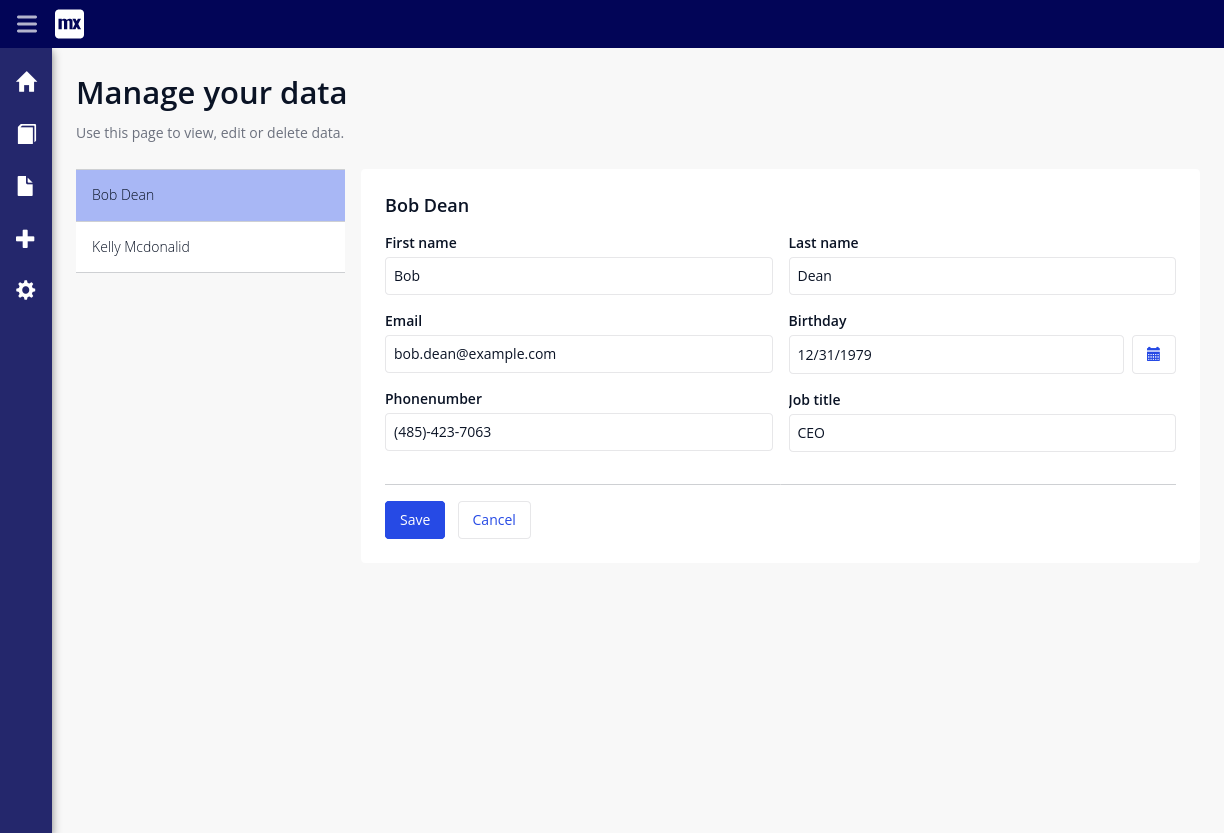 mx
Manage your data
Use this page to view, edit or delete data.
Bob Dean
Kelly Mcdonalid
Bob Dean
First name
Last name
Bob
Dean
Email
Birthday
bob.dean@example.com
12/31/1979
Phonenumber
Job title
(485)-423-7063
CEO
Save
Cancel